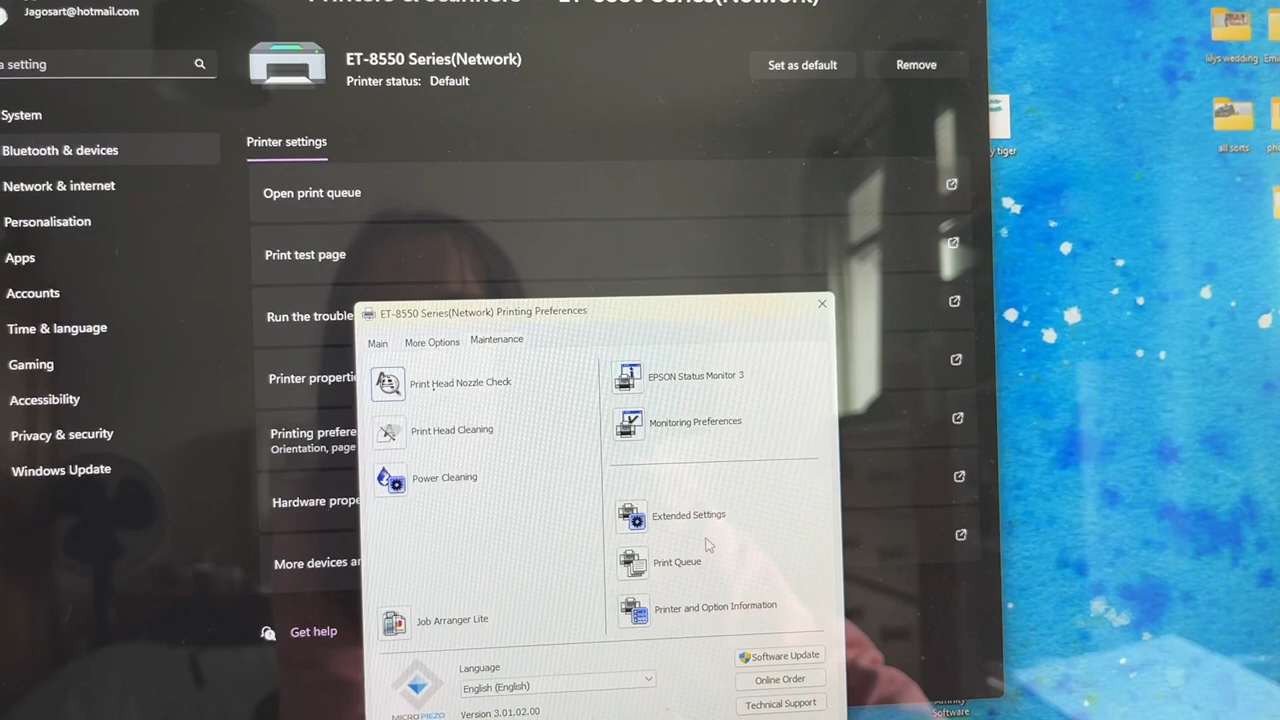 Jagosart@hotmail.com
a setting
System
Bluetooth & devices
Network & internet
Personalisation
Apps
Accounts
Time & language
Gaming
Accessibility
Privacy & security
Windows Update
ET-8550 Series(Network)
Printer status: Default
Set as default
Remove
Printer settings
Open print queue
Print test page
Run the trouble
Printer properti
Printing prefere
Orientation, page
Hardware prope
More devices a
Get help
ET-8550 Series(Network) Printing Preferences
Main
More Options
Maintenance
Print Head Nozzle Check
Print Head Cleaning
Power Cleaning
Job Arranger Lite
EPSON Status Monitor 3
Monitoring Preferences
Extended Settings
Print Queue
Printer and Option Information
MICRO PIEZO
Language
English (English)
Version 3.01.02.00
Software Update
Online Order
Technical Support
lilys wedding
all sorts
y tiger
Software